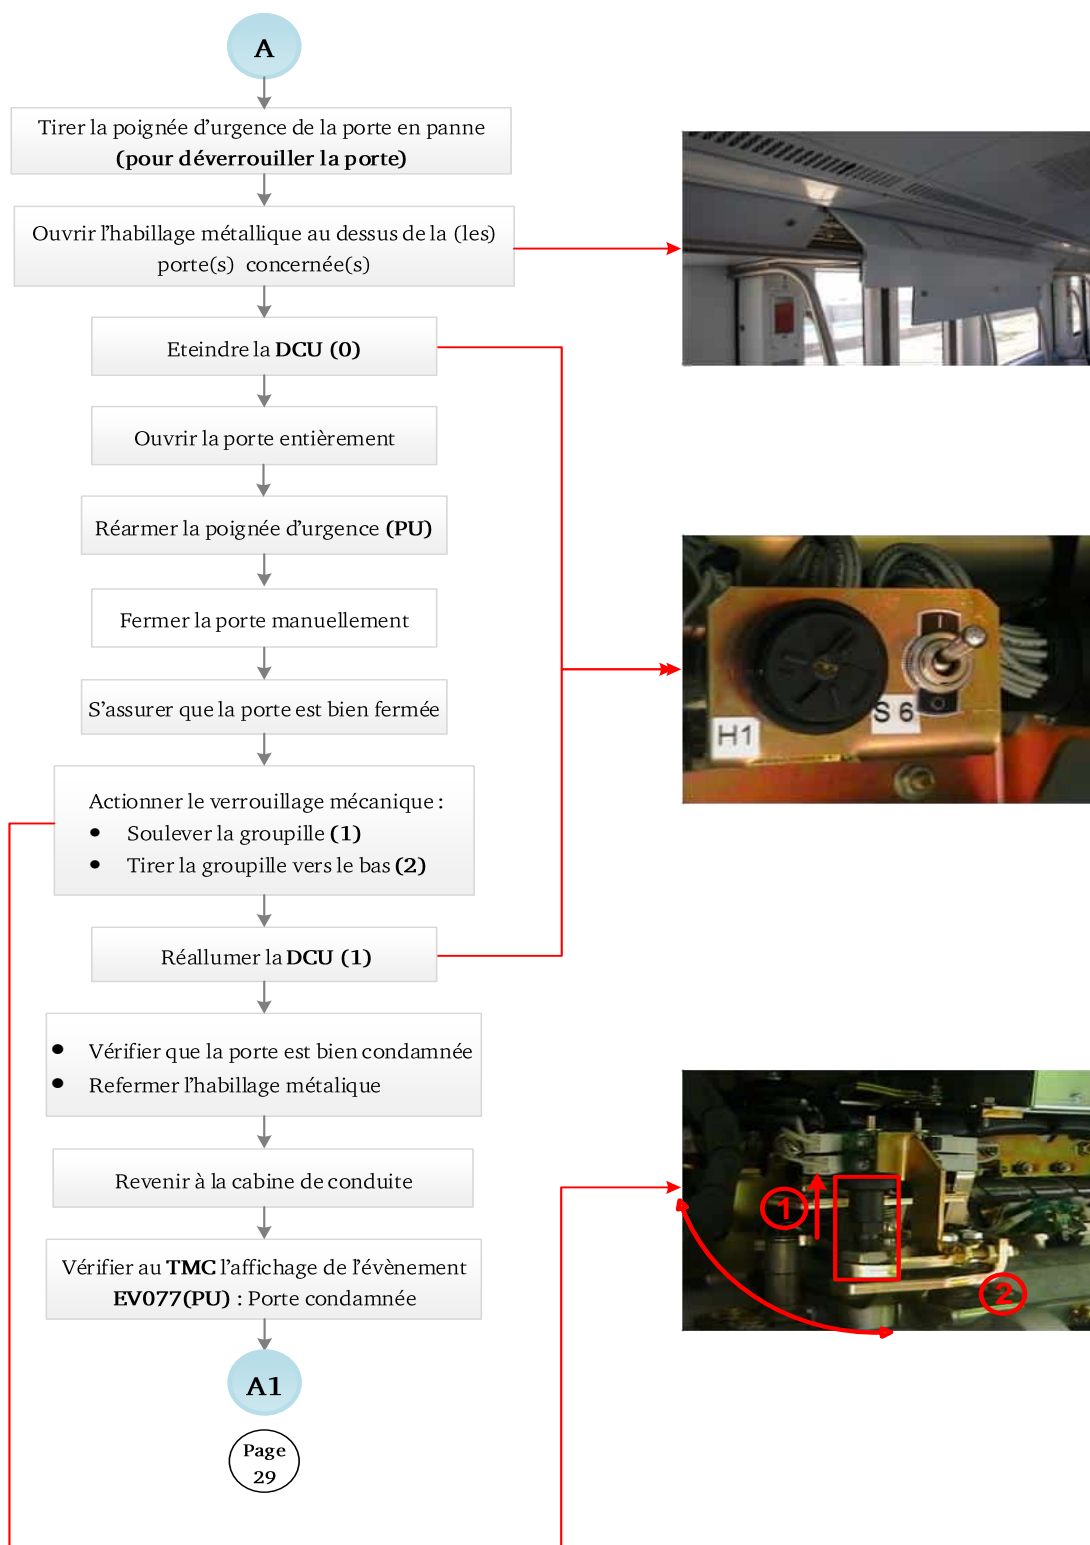 A
Tirer la poignée d'urgence de la porte en panne
(pour déverrouiller la porte)
Ouvrir l'habillage métallique au dessus de la (les)
porte(s) concernée(s)
Eteindre la DCU (0)
Ouvrir la porte entièrement
Réarmer la poignée d'urgence (PU)
Fermer la porte manuellement
S'assurer que la porte est bien fermée
H1
S 6
I
O
Actionner le verrouillage mécanique :
• Soulever la groupille (1)
• Tirer la groupille vers le bas (2)
Réallumer la DCU (1)
• Vérifier que la porte est bien condamnée
• Refermer l'habillage métalique
Revenir à la cabine de conduite
1
2
Vérifier au TMC l'affichage de l'évènement
EV077(PU) : Porte condamnée
A1
Page
29